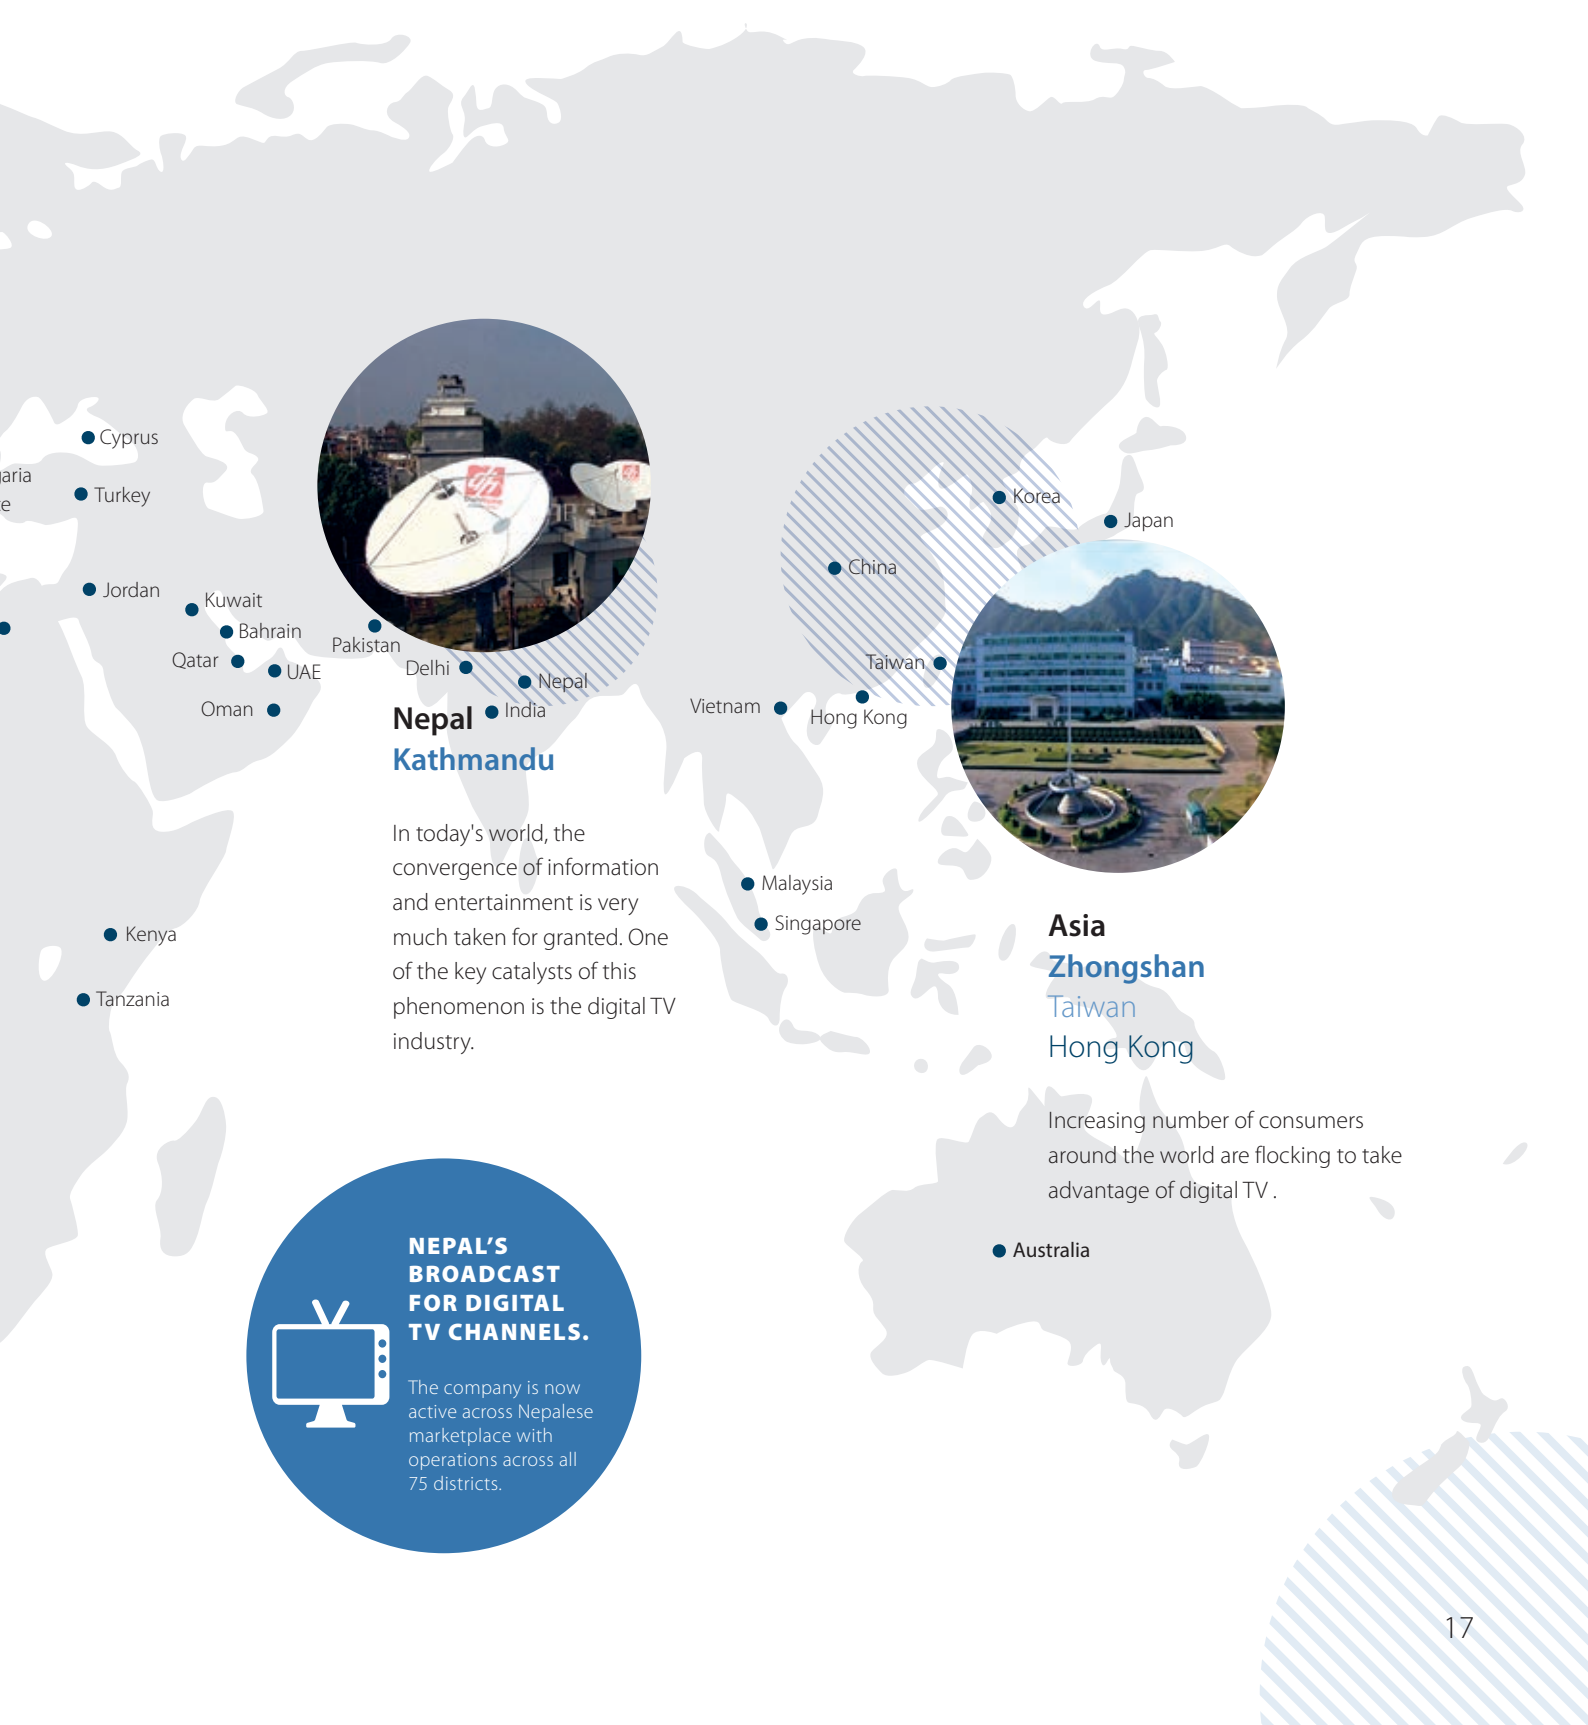 Cyprus
Turkey
Korea
Japan
China
Jordan
Kuwait
Bahrain
Pakistan
Qatar
UAE
Delhi
Taiwan
Nepal
Oman
India
Vietnam
Hong Kong
Nepal
Kathmandu
In today's world, the
convergence of information
and entertainment is very
much taken for granted. One
of the key catalysts of this
phenomenon is the digital TV
industry.
Malaysia
Singapore
Kenya
Tanzania
Asia
Zhongshan
Taiwan
Hong Kong
Increasing number of consumers
around the world are flocking to take
advantage of digital TV .
Australia
NEPAL’S
BROADCAST
FOR DIGITAL
TV CHANNELS.
The company is now
active across Nepalese
marketplace with
operations across all
75 districts.
17